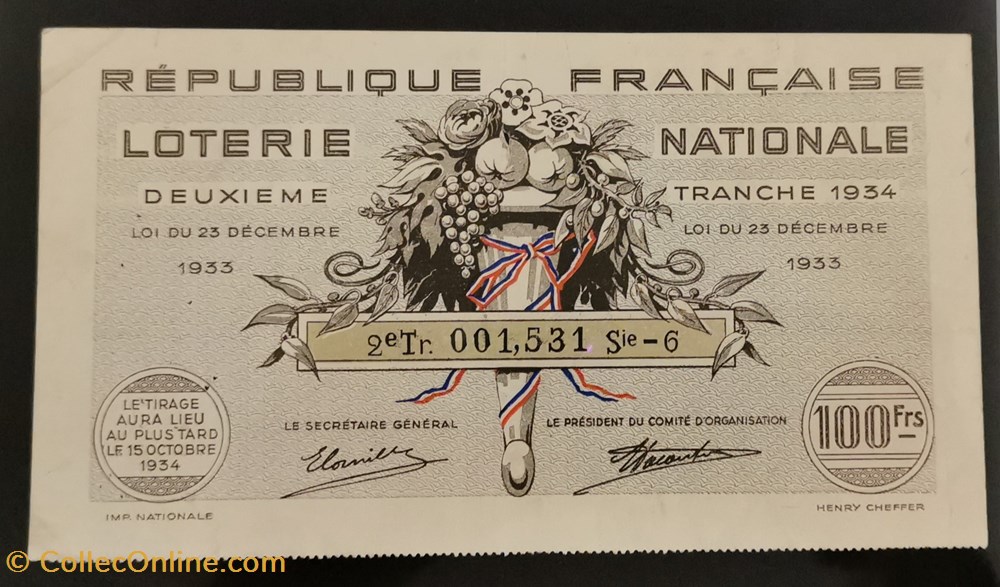 RÉPUBLIQUE FRANÇAISE
LOTERIE NATIONALE
DEUXIEME TRANCHE 1934
LOI DU 23 DÉCEMBRE 1933
LOI DU 23 DÉCEMBRE 1933
2e Tr. 001,531 Sie-6
LE TIRAGE
AURA LIEU
AU PLUS TARD
LE 15 OCTOBRE
1934
LE SECRÉTAIRE GÉNÉRAL
LE PRÉSIDENT DU COMITÉ D'ORGANISATION
100 Frs
IMP. NATIONALE
HENRY CHEFFER
© CollecOnline.com